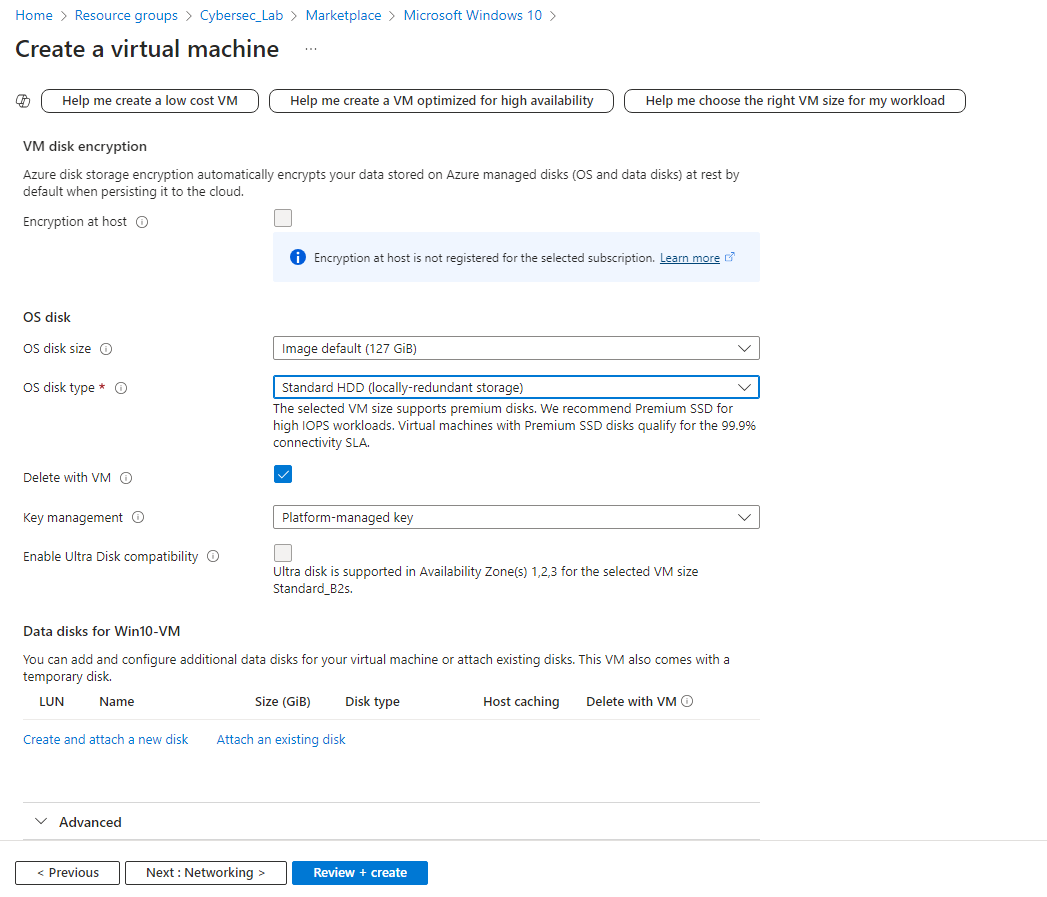 Home > Resource groups > Cybersec_Lab > Marketplace > Microsoft Windows 10 >
Create a virtual machine ...
Help me create a low cost VM Help me create a VM optimized for high availability Help me choose the right VM size for my workload
VM disk encryption
Azure disk storage encryption automatically encrypts your data stored on Azure managed disks (OS and data disks) at rest by
default when persisting it to the cloud.
Encryption at host
Encryption at host is not registered for the selected subscription. Learn more
OS disk
OS disk size Image default (127 GiB)
OS disk type * Standard HDD (locally-redundant storage)
The selected VM size supports premium disks. We recommend Premium SSD for
high IOPS workloads. Virtual machines with Premium SSD disks qualify for the 99.9%
connectivity SLA.
Delete with VM
Key management Platform-managed key
Enable Ultra Disk compatibility
Ultra disk is supported in Availability Zone(s) 1,2,3 for the selected VM size
Standard_B2s.
Data disks for Win10-VM
You can add and configure additional data disks for your virtual machine or attach existing disks. This VM also comes with a
temporary disk.
LUN Name Size (GiB) Disk type Host caching Delete with VM
Create and attach a new disk Attach an existing disk
Advanced
< Previous Next : Networking > Review + create